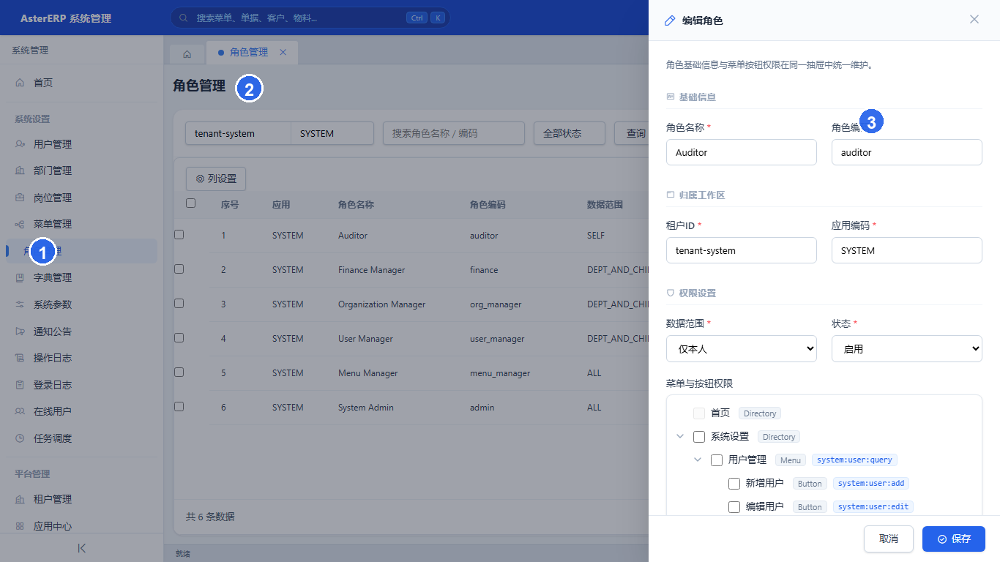 AsterERP 系统管理
搜索菜单、单据、客户、物料...
Ctrl K
系统管理
首页
系统设置
用户管理
部门管理
岗位管理
菜单管理
1
理
字典管理
系统参数
通知公告
操作日志
登录日志
在线用户
任务调度
平台管理
租户管理
应用中心
角色管理
角色管理 2
tenant-system SYSTEM 搜索角色名称 / 编码 全部状态 查询
列设置
序号 应用 角色名称 角色编码 数据范围
1 SYSTEM Auditor auditor SELF
2 SYSTEM Finance Manager finance DEPT_AND_CHI
3 SYSTEM Organization Manager org_manager DEPT_AND_CHI
4 SYSTEM User Manager user_manager DEPT_AND_CHI
5 SYSTEM Menu Manager menu_manager ALL
6 SYSTEM System Admin admin ALL
共 6 条数据
就绪
编辑角色
角色基础信息与菜单按钮权限在同一抽屉中统一维护。
基础信息
角色名称 * 角色编 3
Auditor auditor
归属工作区
租户ID * 应用编码 *
tenant-system SYSTEM
权限设置
数据范围 * 状态 *
仅本人 启用
菜单与按钮权限
首页 Directory
系统设置 Directory
用户管理 Menu system:user:query
新增用户 Button system:user:add
编辑用户 Button system:user:edit
取消 保存